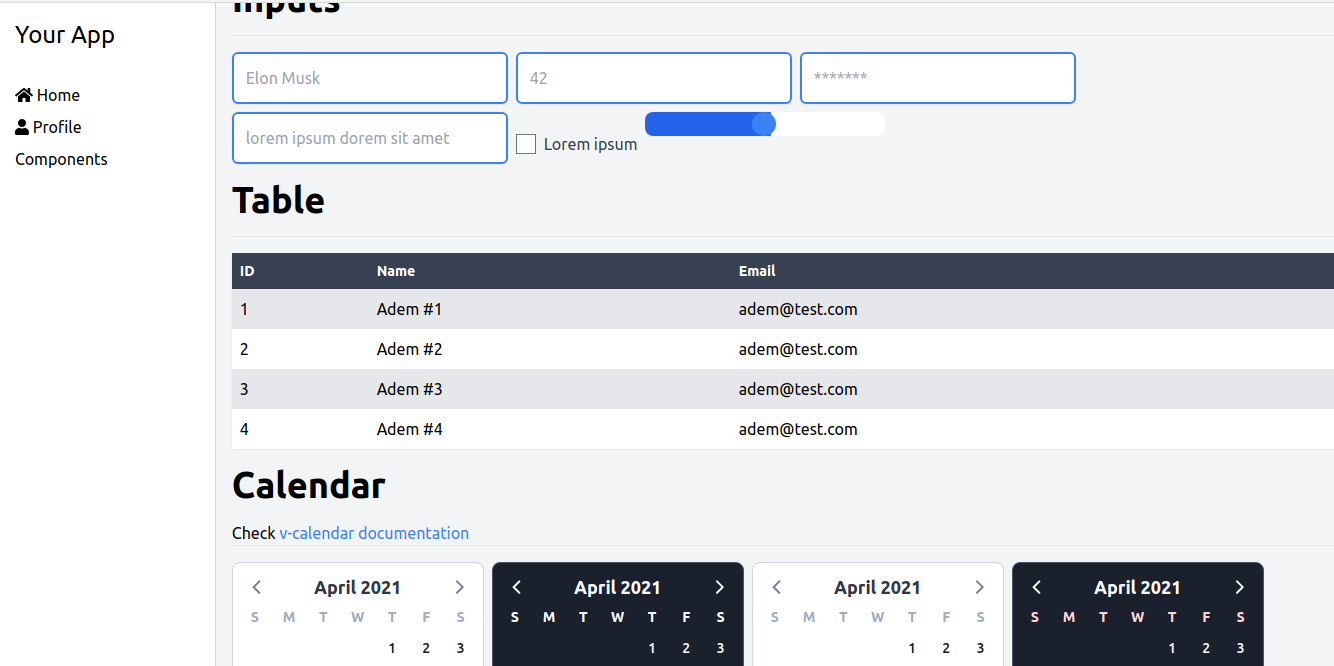 Inputs
Your App
Home
Profile
Components
Elon Musk 42 *******
lorem ipsum dorem sit amet Lorem ipsum
Table
ID Name Email
1 Adem #1 adem@test.com
2 Adem #2 adem@test.com
3 Adem #3 adem@test.com
4 Adem #4 adem@test.com
Calendar
Check v-calendar documentation
April 2021 April 2021 April 2021 April 2021
S M T W T F S S M T W T F S S M T W T F S S M T W T F S
1 2 3 1 2 3 1 2 3 1 2 3